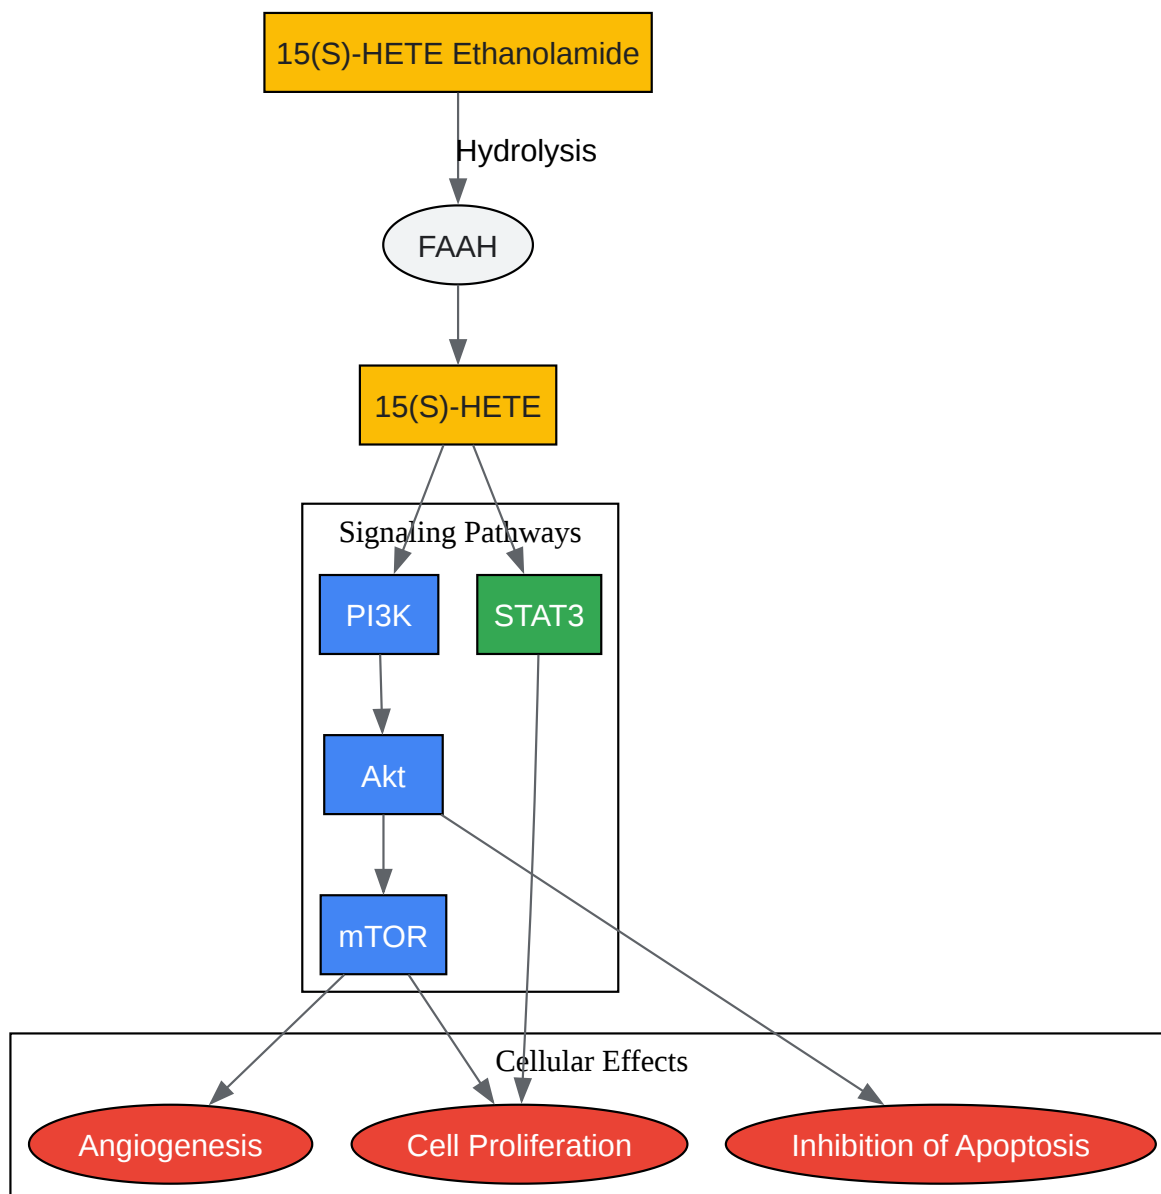 15(S)-HETE Ethanolamide
Hydrolysis
FAAH
15(S)-HETE
Signaling Pathways
PI3K
STAT3
Akt
mTOR
Cellular Effects
Angiogenesis
Cell Proliferation
Inhibition of Apoptosis